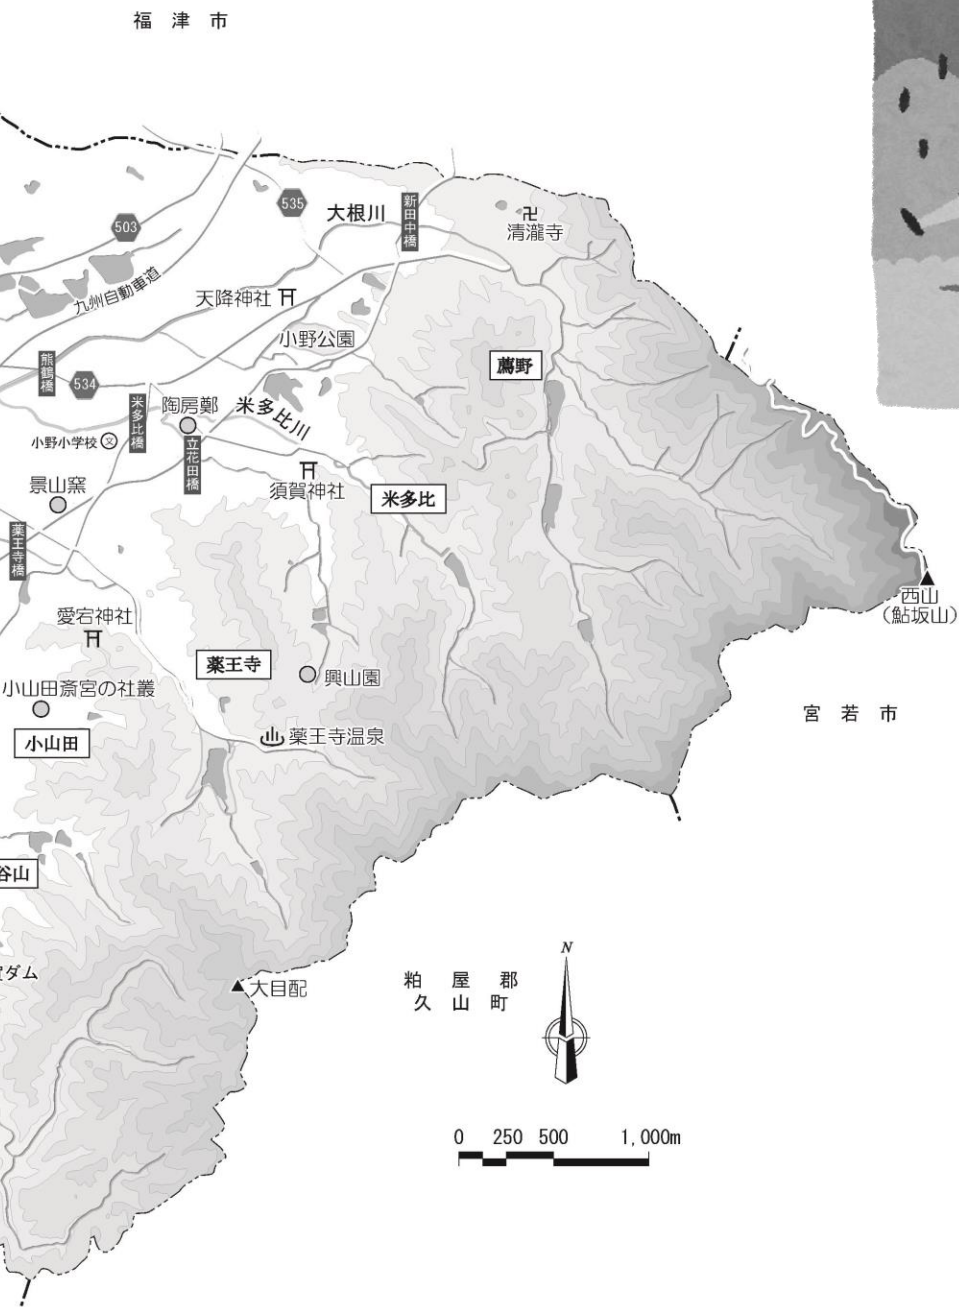 福津市
535
503
大根川
新田中橋
清瀧寺
九州自動車道
天降神社
小野公園
熊鶴橋
534
薦野
米多比橋
陶房鄭
米多比川
小野小学校
文
立花田橋
景山窯
須賀神社
米多比
薬王寺橋
西山
(鮎坂山)
愛宕神社
薬王寺
興山園
小山田斎宮の社叢
宮若市
小山田
薬王寺温泉
谷山
ダム
大目配
N
粕屋郡
久山町
0 250 500 1,000m